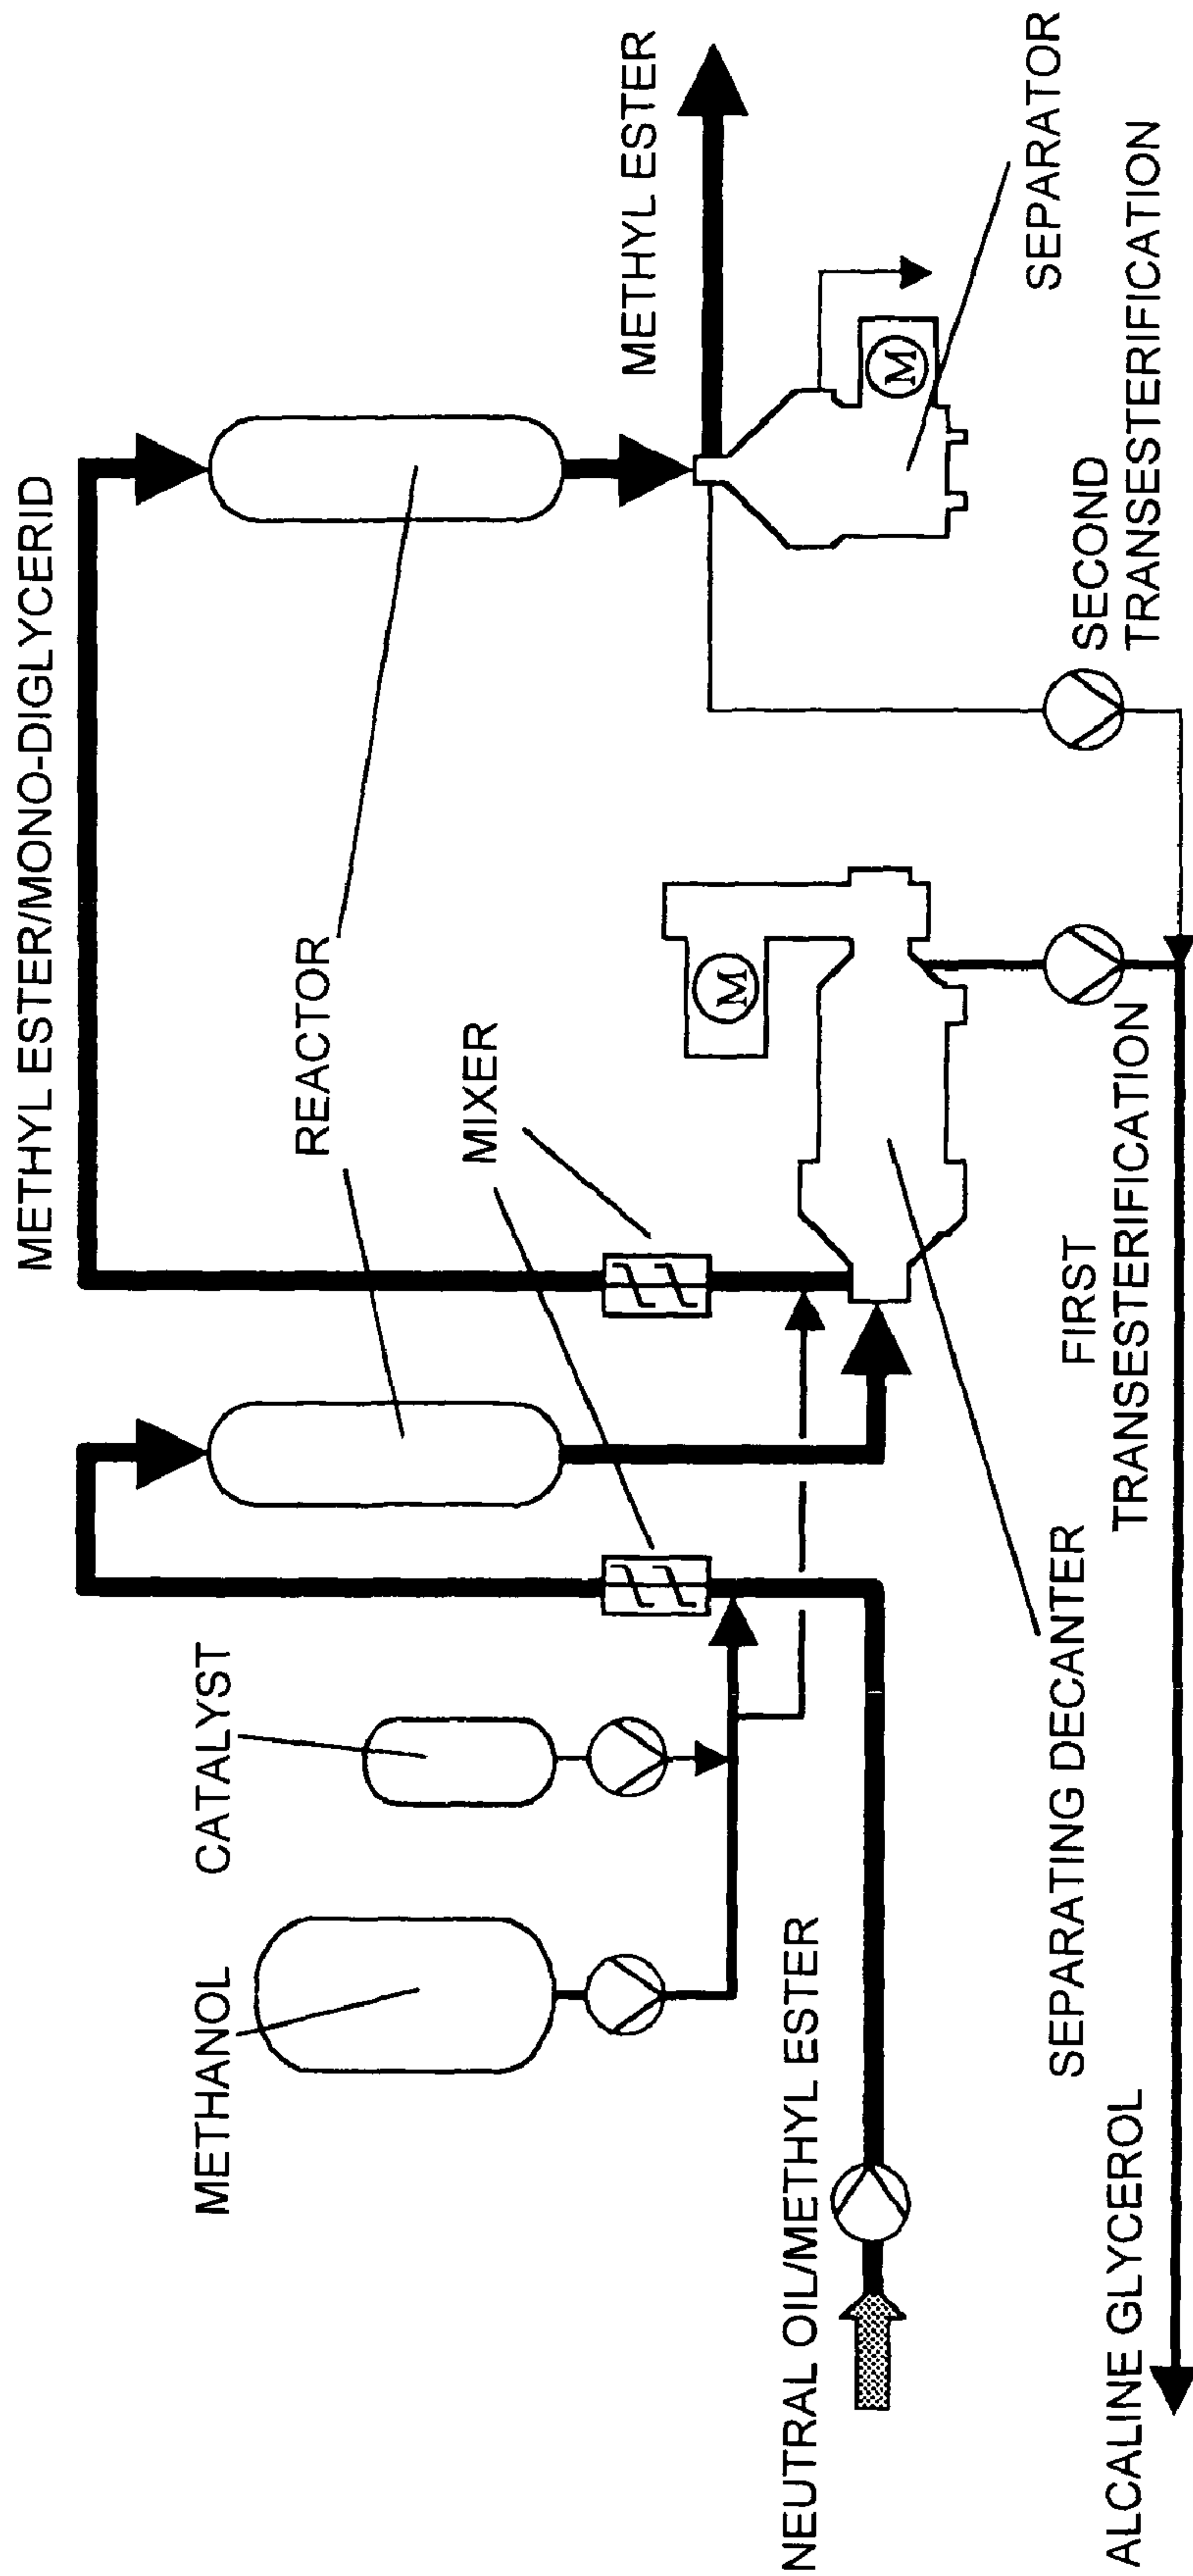 METHYL ESTER/MONO-DIGLYCERID
METHANOL
CATALYST
REACTOR
MIXER
METHYL ESTER
NEUTRAL OIL/METHYL ESTER
M
M
SEPARATOR
SEPARATING DECANTER
FIRST
TRANSESTERIFICATION
SECOND
TRANSESTERIFICATION
ALCALINE GLYCEROL